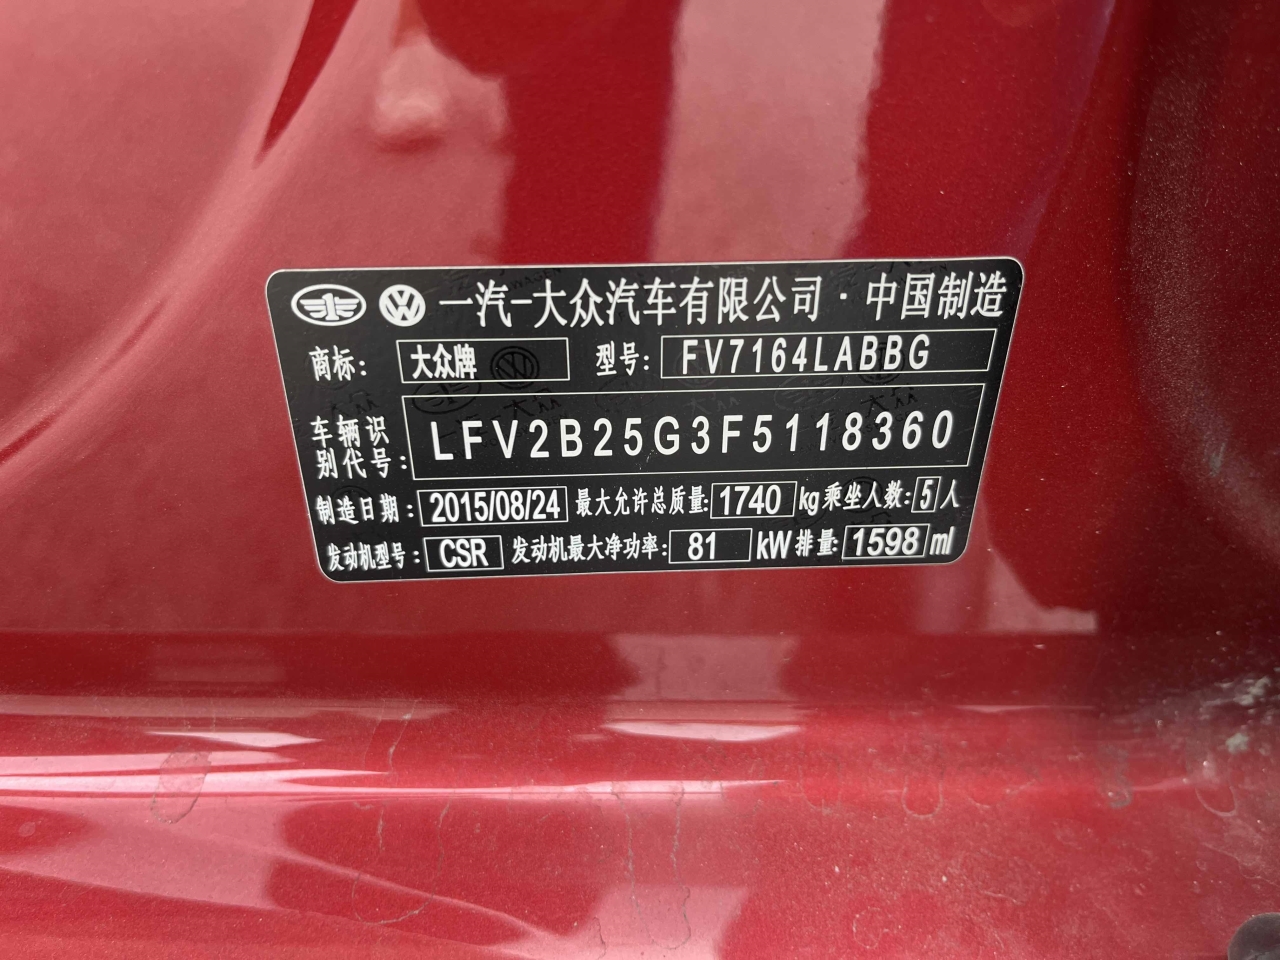 一汽-大众汽车有限公司·中国制造
商标: 大众牌 型号: FV7164LABBG
车辆识别代号: LFV2B25G3F5118360
制造日期: 2015/08/24 最大允许总质量: 1740 kg 乘坐人数: 5 人
发动机型号: CSR 发动机最大净功率: 81 kW 排量: 1598 ml